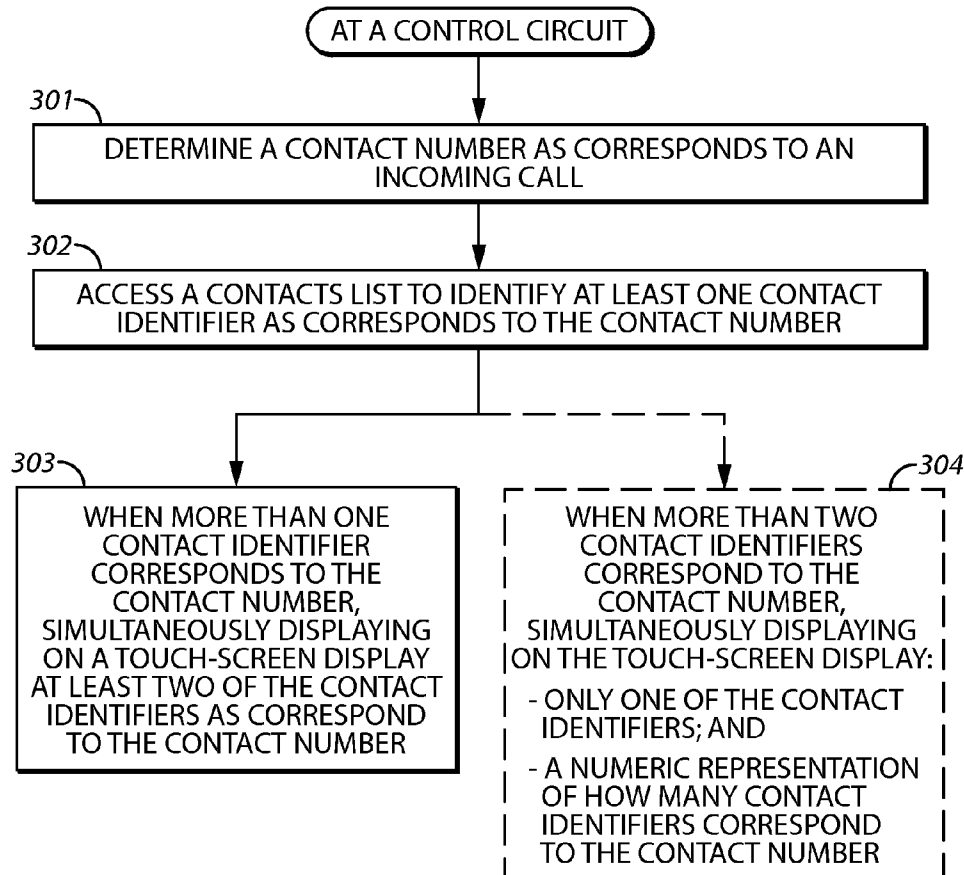 AT A CONTROL CIRCUIT
301
DETERMINE A CONTACT NUMBER AS CORRESPONDS TO AN
INCOMING CALL
302
ACCESS A CONTACTS LIST TO IDENTIFY AT LEAST ONE CONTACT
IDENTIFIER AS CORRESPONDS TO THE CONTACT NUMBER
303
WHEN MORE THAN ONE
CONTACT IDENTIFIER
CORRESPONDS TO THE
CONTACT NUMBER,
SIMULTANEOUSLY DISPLAYING
ON A TOUCH-SCREEN DISPLAY
AT LEAST TWO OF THE CONTACT
IDENTIFIERS AS CORRESPOND
TO THE CONTACT NUMBER
304
WHEN MORE THAN TWO
CONTACT IDENTIFIERS
CORRESPOND TO THE
CONTACT NUMBER,
SIMULTANEOUSLY DISPLAYING
ON THE TOUCH-SCREEN DISPLAY:
- ONLY ONE OF THE CONTACT
IDENTIFIERS; AND
- A NUMERIC REPRESENTATION
OF HOW MANY CONTACT
IDENTIFIERS CORRESPOND
TO THE CONTACT NUMBER